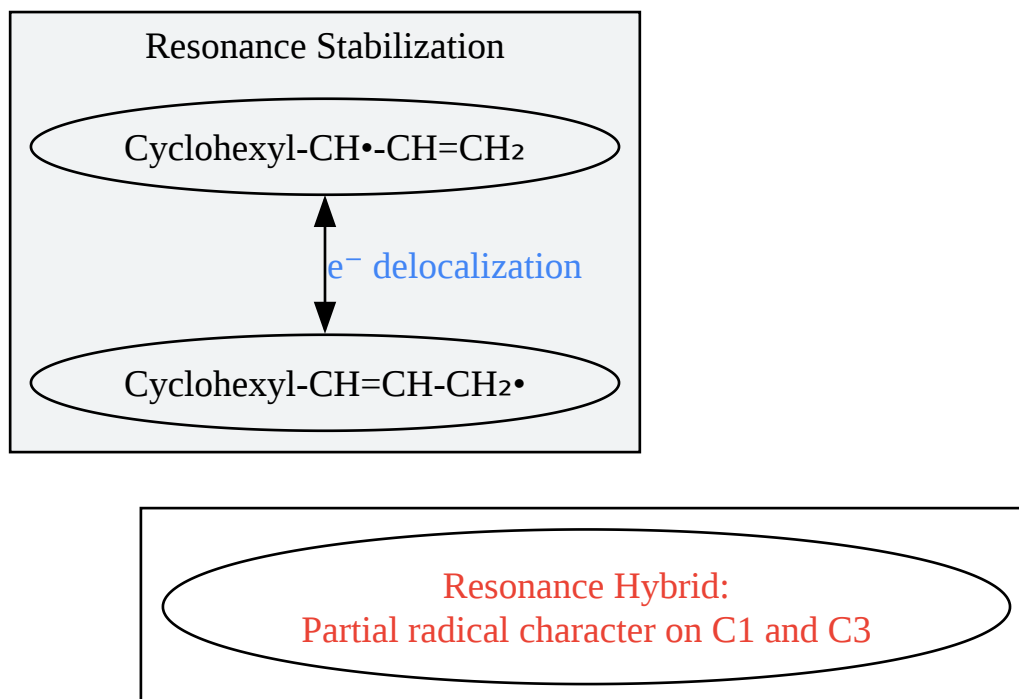 Resonance Stabilization
Cyclohexyl-CH•-CH=CH₂
e⁻ delocalization
Cyclohexyl-CH=CH-CH₂•
Resonance Hybrid:
Partial radical character on C1 and C3